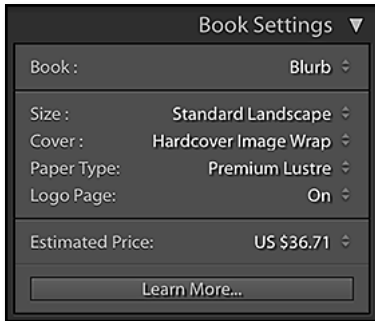 Book Settings ▼
Book : Blurb
Size : Standard Landscape
Cover : Hardcover Image Wrap
Paper Type: Premium Lustre
Logo Page: On
Estimated Price: US $36.71
Learn More...